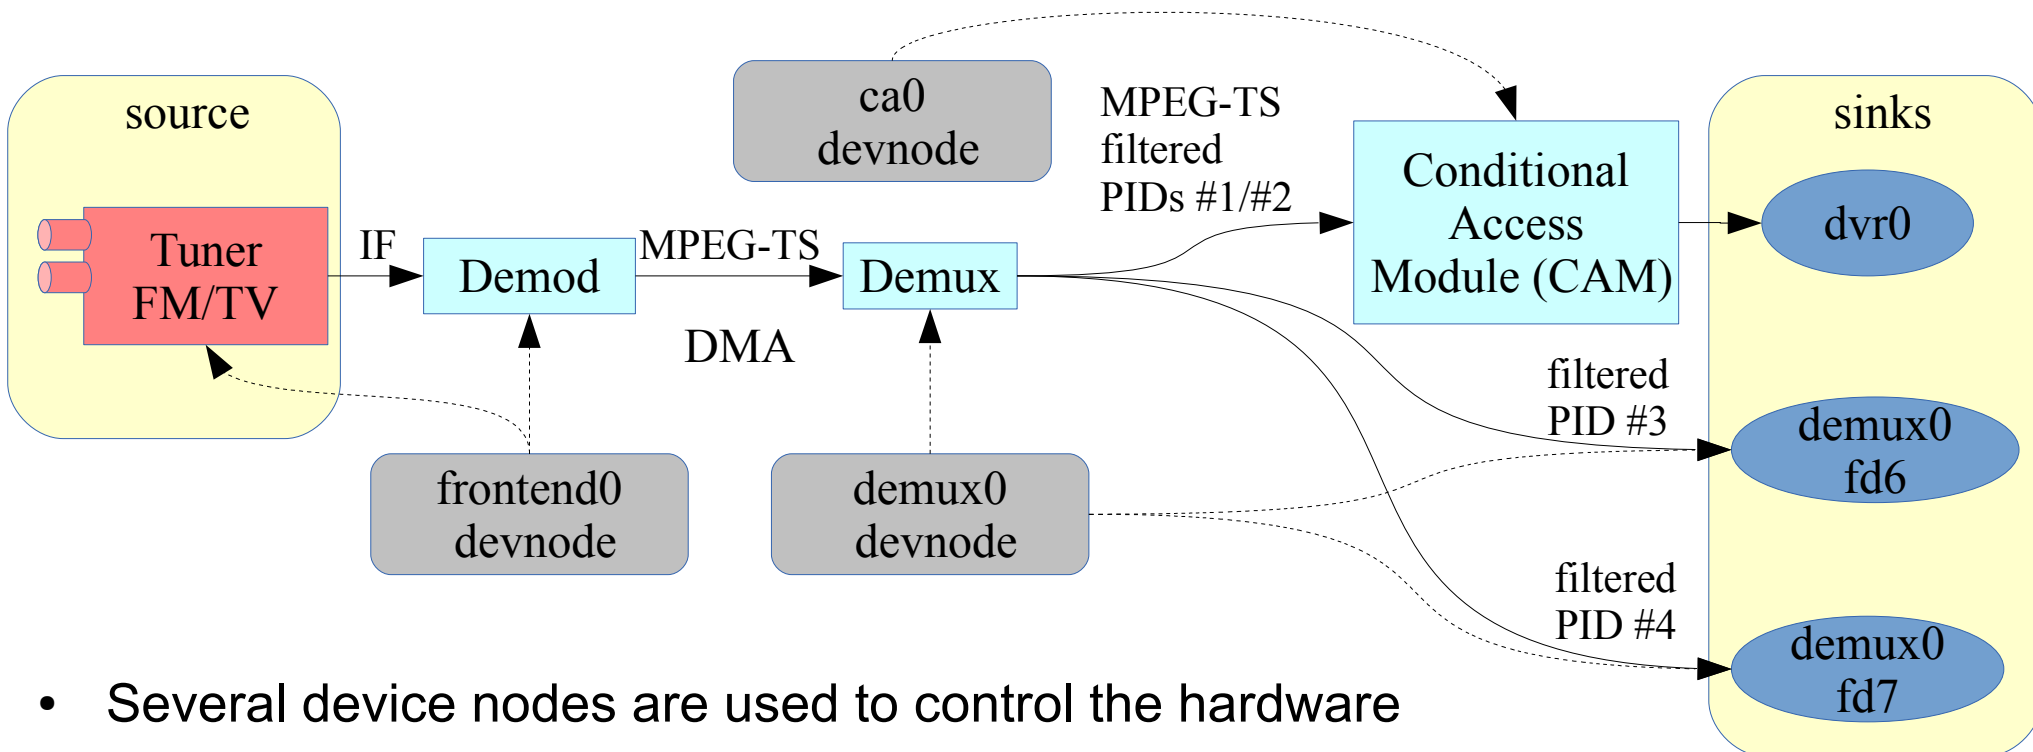 source
Tuner
FM/TV
IF
Demod
MPEG-TS
DMA
Demux
ca0
devnode
MPEG-TS
filtered
PIDs #1/#2
Conditional
Access
Module (CAM)
sinks
dvr0
filtered
PID #3
demux0
fd6
filtered
PID #4
demux0
fd7
frontend0
devnode
demux0
devnode
• Several device nodes are used to control the hardware